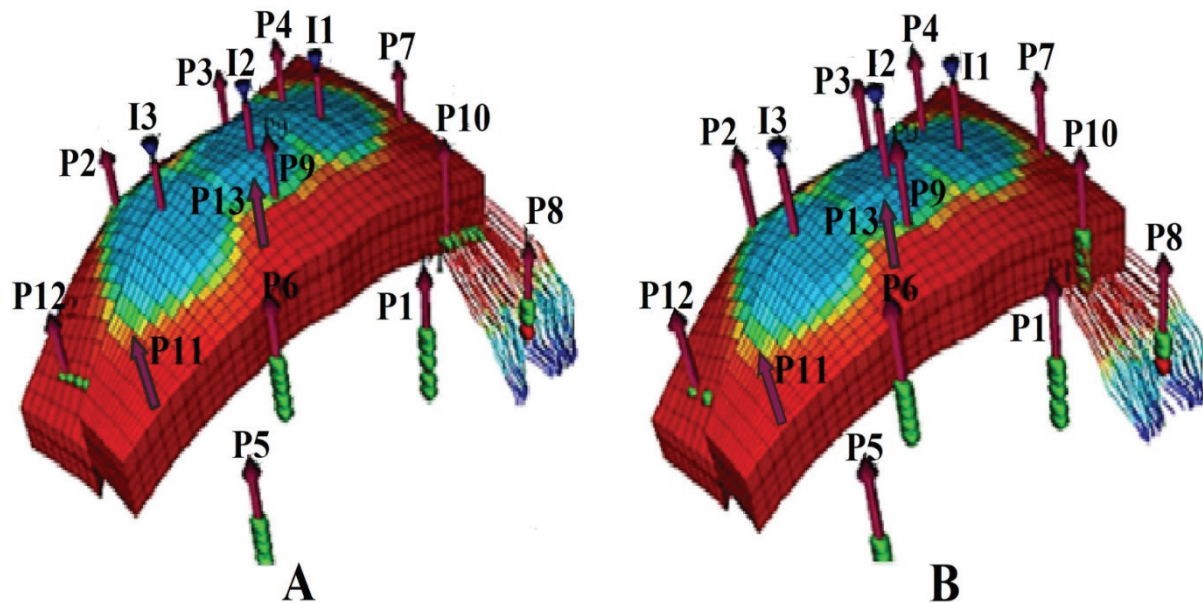 P4 I1
P3 I2 P7
I3 P10
P2 P9
P13 P8
P12 P6 P1
P11
P5
A
P4 I1
P3 I2 P7
P2 I3 P10
P9
P13 P8
P12 P6 P1
P11
P5
B